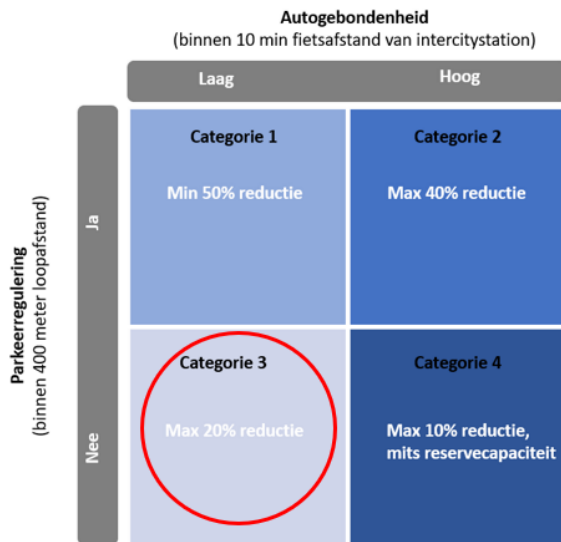 Autogebondenheid
(binnen 10 min fietsafstand van intercitystation)
Laag
Hoog
Parkeerregulering
(binnen 400 meter loopafstand)
Ja
Categorie 1
Min 50% reductie
Categorie 2
Max 40% reductie
Nee
Categorie 3
Max 20% reductie
Categorie 4
Max 10% reductie,
mits reservecapaciteit